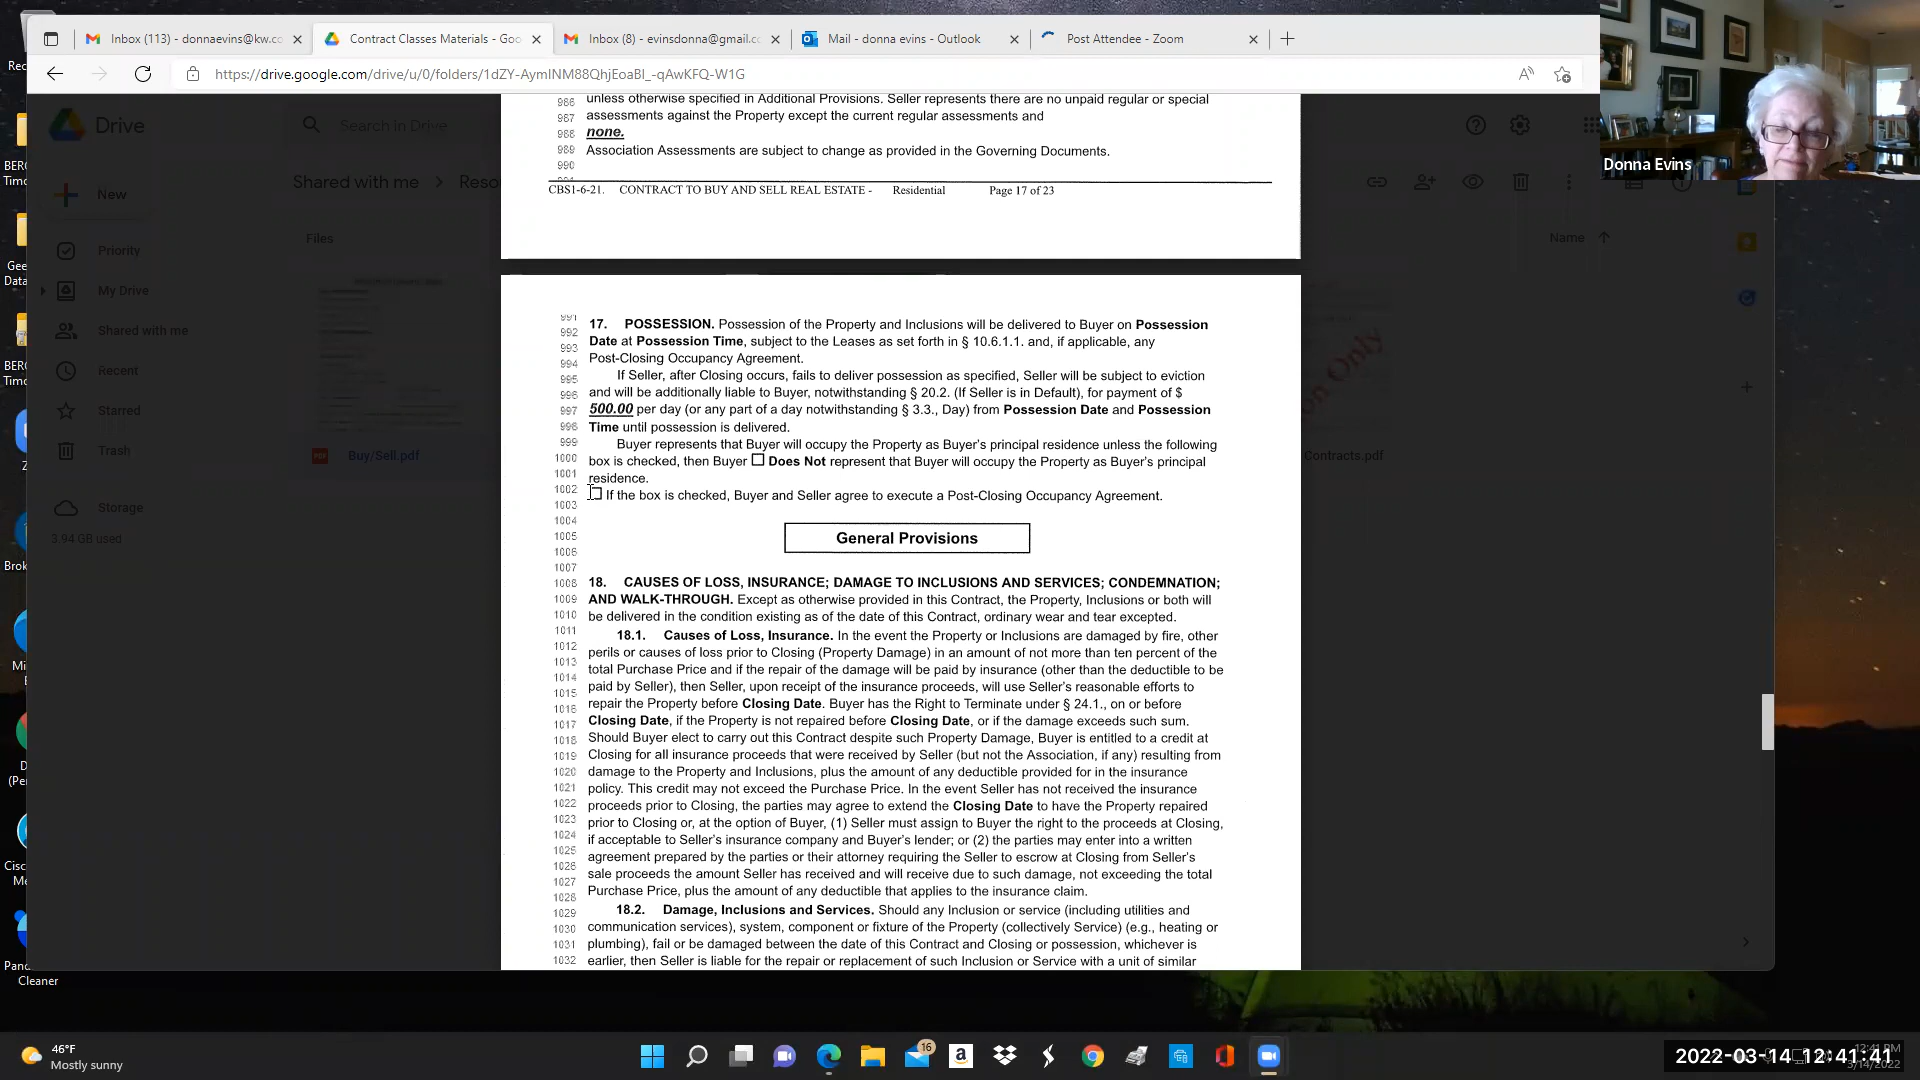 Inbox (113) - donnaevins@kw.co
Contract Classes Materials - Goo
Inbox (8) - evinsdonna@gmail.c
Mail - donna evins - Outlook
Post Attendee - Zoom
https://drive.google.com/drive/u/0/folders/1dZY-AymINM88QhjEoaBl_-qAwKFQ-W1G
Donna Evins
Drive
Search in Drive
Shared with me
New
Files
Name
Priority
My Drive
Shared with me
Recent
Starred
Trash
Storage
3.94 GB used
Buy/Sell.pdf
Contracts.pdf
986 unless otherwise specified in Additional Provisions. Seller represents there are no unpaid regular or special
987 assessments against the Property except the current regular assessments and
988 none.
989 Association Assessments are subject to change as provided in the Governing Documents.
990
CBS1-6-21. CONTRACT TO BUY AND SELL REAL ESTATE - Residential Page 17 of 23
991
992 17. POSSESSION. Possession of the Property and Inclusions will be delivered to Buyer on Possession
993 Date at Possession Time, subject to the Leases as set forth in § 10.6.1.1. and, if applicable, any
994 Post-Closing Occupancy Agreement.
995 If Seller, after Closing occurs, fails to deliver possession as specified, Seller will be subject to eviction
996 and will be additionally liable to Buyer, notwithstanding § 20.2. (If Seller is in Default), for payment of $
997 500.00 per day (or any part of a day notwithstanding § 3.3., Day) from Possession Date and Possession
998 Time until possession is delivered.
999 Buyer represents that Buyer will occupy the Property as Buyer's principal residence unless the following
1000 box is checked, then Buyer Does Not represent that Buyer will occupy the Property as Buyer's principal
1001 residence.
1002 If the box is checked, Buyer and Seller agree to execute a Post-Closing Occupancy Agreement.
1003
1004
1005 General Provisions
1006
1007
1008 18. CAUSES OF LOSS, INSURANCE; DAMAGE TO INCLUSIONS AND SERVICES; CONDEMNATION;
1009 AND WALK-THROUGH. Except as otherwise provided in this Contract, the Property, Inclusions or both will
1010 be delivered in the condition existing as of the date of this Contract, ordinary wear and tear excepted.
1011 18.1. Causes of Loss, Insurance. In the event the Property or Inclusions are damaged by fire, other
1012 perils or causes of loss prior to Closing (Property Damage) in an amount of not more than ten percent of the
1013 total Purchase Price and if the repair of the damage will be paid by insurance (other than the deductible to be
1014 paid by Seller), then Seller, upon receipt of the insurance proceeds, will use Seller's reasonable efforts to
1015 repair the Property before Closing Date. Buyer has the Right to Terminate under § 24.1., on or before
1016 Closing Date, if the Property is not repaired before Closing Date, or if the damage exceeds such sum.
1017
1018 Should Buyer elect to carry out this Contract despite such Property Damage, Buyer is entitled to a credit at
1019 Closing for all insurance proceeds that were received by Seller (but not the Association, if any) resulting from
1020 damage to the Property and Inclusions, plus the amount of any deductible provided for in the insurance
1021 policy. This credit may not exceed the Purchase Price. In the event Seller has not received the insurance
1022 proceeds prior to Closing, the parties may agree to extend the Closing Date to have the Property repaired
1023 prior to Closing or, at the option of Buyer, (1) Seller must assign to Buyer the right to the proceeds at Closing,
1024 if acceptable to Seller's insurance company and Buyer's lender; or (2) the parties may enter into a written
1025 agreement prepared by the parties or their attorney requiring the Seller to escrow at Closing from Seller's
1026 sale proceeds the amount Seller has received and will receive due to such damage, not exceeding the total
1027
1028 Purchase Price, plus the amount of any deductible that applies to the insurance claim.
1029 18.2. Damage, Inclusions and Services. Should any Inclusion or service (including utilities and
1030 communication services), system, component or fixture of the Property (collectively Service) (e.g., heating or
1031 plumbing), fail or be damaged between the date of this Contract and Closing or possession, whichever is
1032 earlier, then Seller is liable for the repair or replacement of such Inclusion or Service with a unit of similar
Cleaner
46°F
Mostly sunny
16
2022-03-14 12:41:41